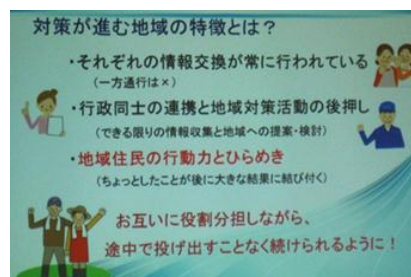 対策が進む地域の特徴とは？
・それぞれの情報交換が常に行われている
（一方通行は×）
・行政同士の連携と地域対策活動の後押し
（できる限りの情報収集と地域への提案・検討）
・地域住民の行動力とひらめき
（ちょっとしたことが後に大きな結果に結び付く）
お互いに役割分担しながら、
途中で投げ出すことなく続けられるように！